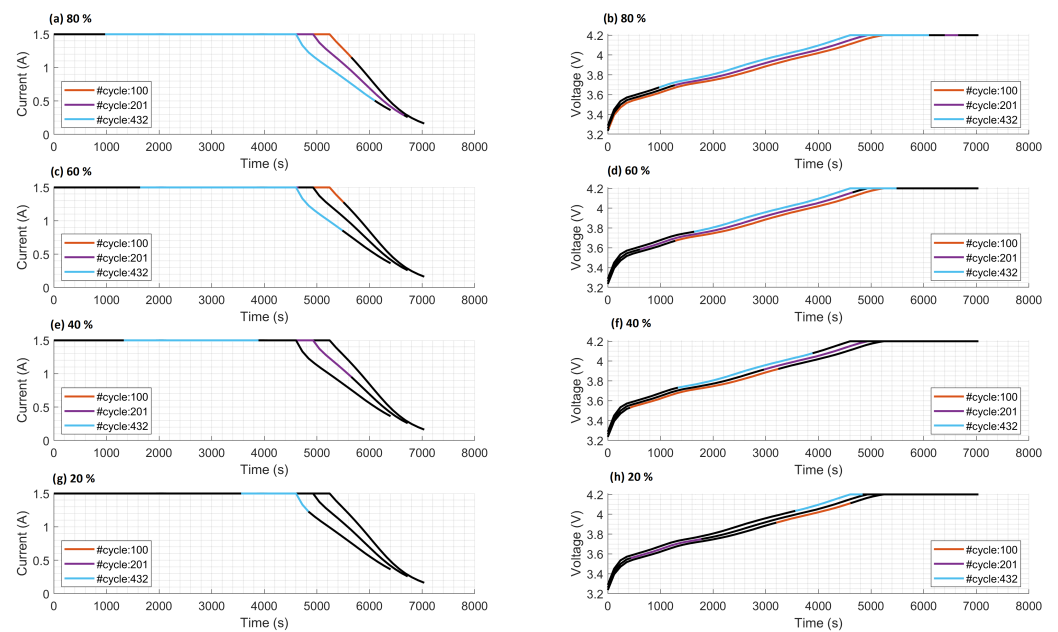 (a) 80 %
(b) 80 %
1.5
1
0.5
0
Current (A)
#cycle:100
#cycle:201
#cycle:432
0 1000 2000 3000 4000 5000 6000 7000 8000
Time (s)
4.2
4
3.8
3.6
3.4
3.2
Voltage (V)
#cycle:100
#cycle:201
#cycle:432
0 1000 2000 3000 4000 5000 6000 7000 8000
Time (s)
(c) 60 %
(d) 60 %
1.5
1
0.5
0
Current (A)
#cycle:100
#cycle:201
#cycle:432
0 1000 2000 3000 4000 5000 6000 7000 8000
Time (s)
4.2
4
3.8
3.6
3.4
3.2
Voltage (V)
#cycle:100
#cycle:201
#cycle:432
0 1000 2000 3000 4000 5000 6000 7000 8000
Time (s)
(e) 40 %
(f) 40 %
1.5
1
0.5
0
Current (A)
#cycle:100
#cycle:201
#cycle:432
0 1000 2000 3000 4000 5000 6000 7000 8000
Time (s)
4.2
4
3.8
3.6
3.4
3.2
Voltage (V)
#cycle:100
#cycle:201
#cycle:432
0 1000 2000 3000 4000 5000 6000 7000 8000
Time (s)
(g) 20 %
(h) 20 %
1.5
1
0.5
0
Current (A)
#cycle:100
#cycle:201
#cycle:432
0 1000 2000 3000 4000 5000 6000 7000 8000
Time (s)
4.2
4
3.8
3.6
3.4
3.2
Voltage (V)
#cycle:100
#cycle:201
#cycle:432
0 1000 2000 3000 4000 5000 6000 7000 8000
Time (s)